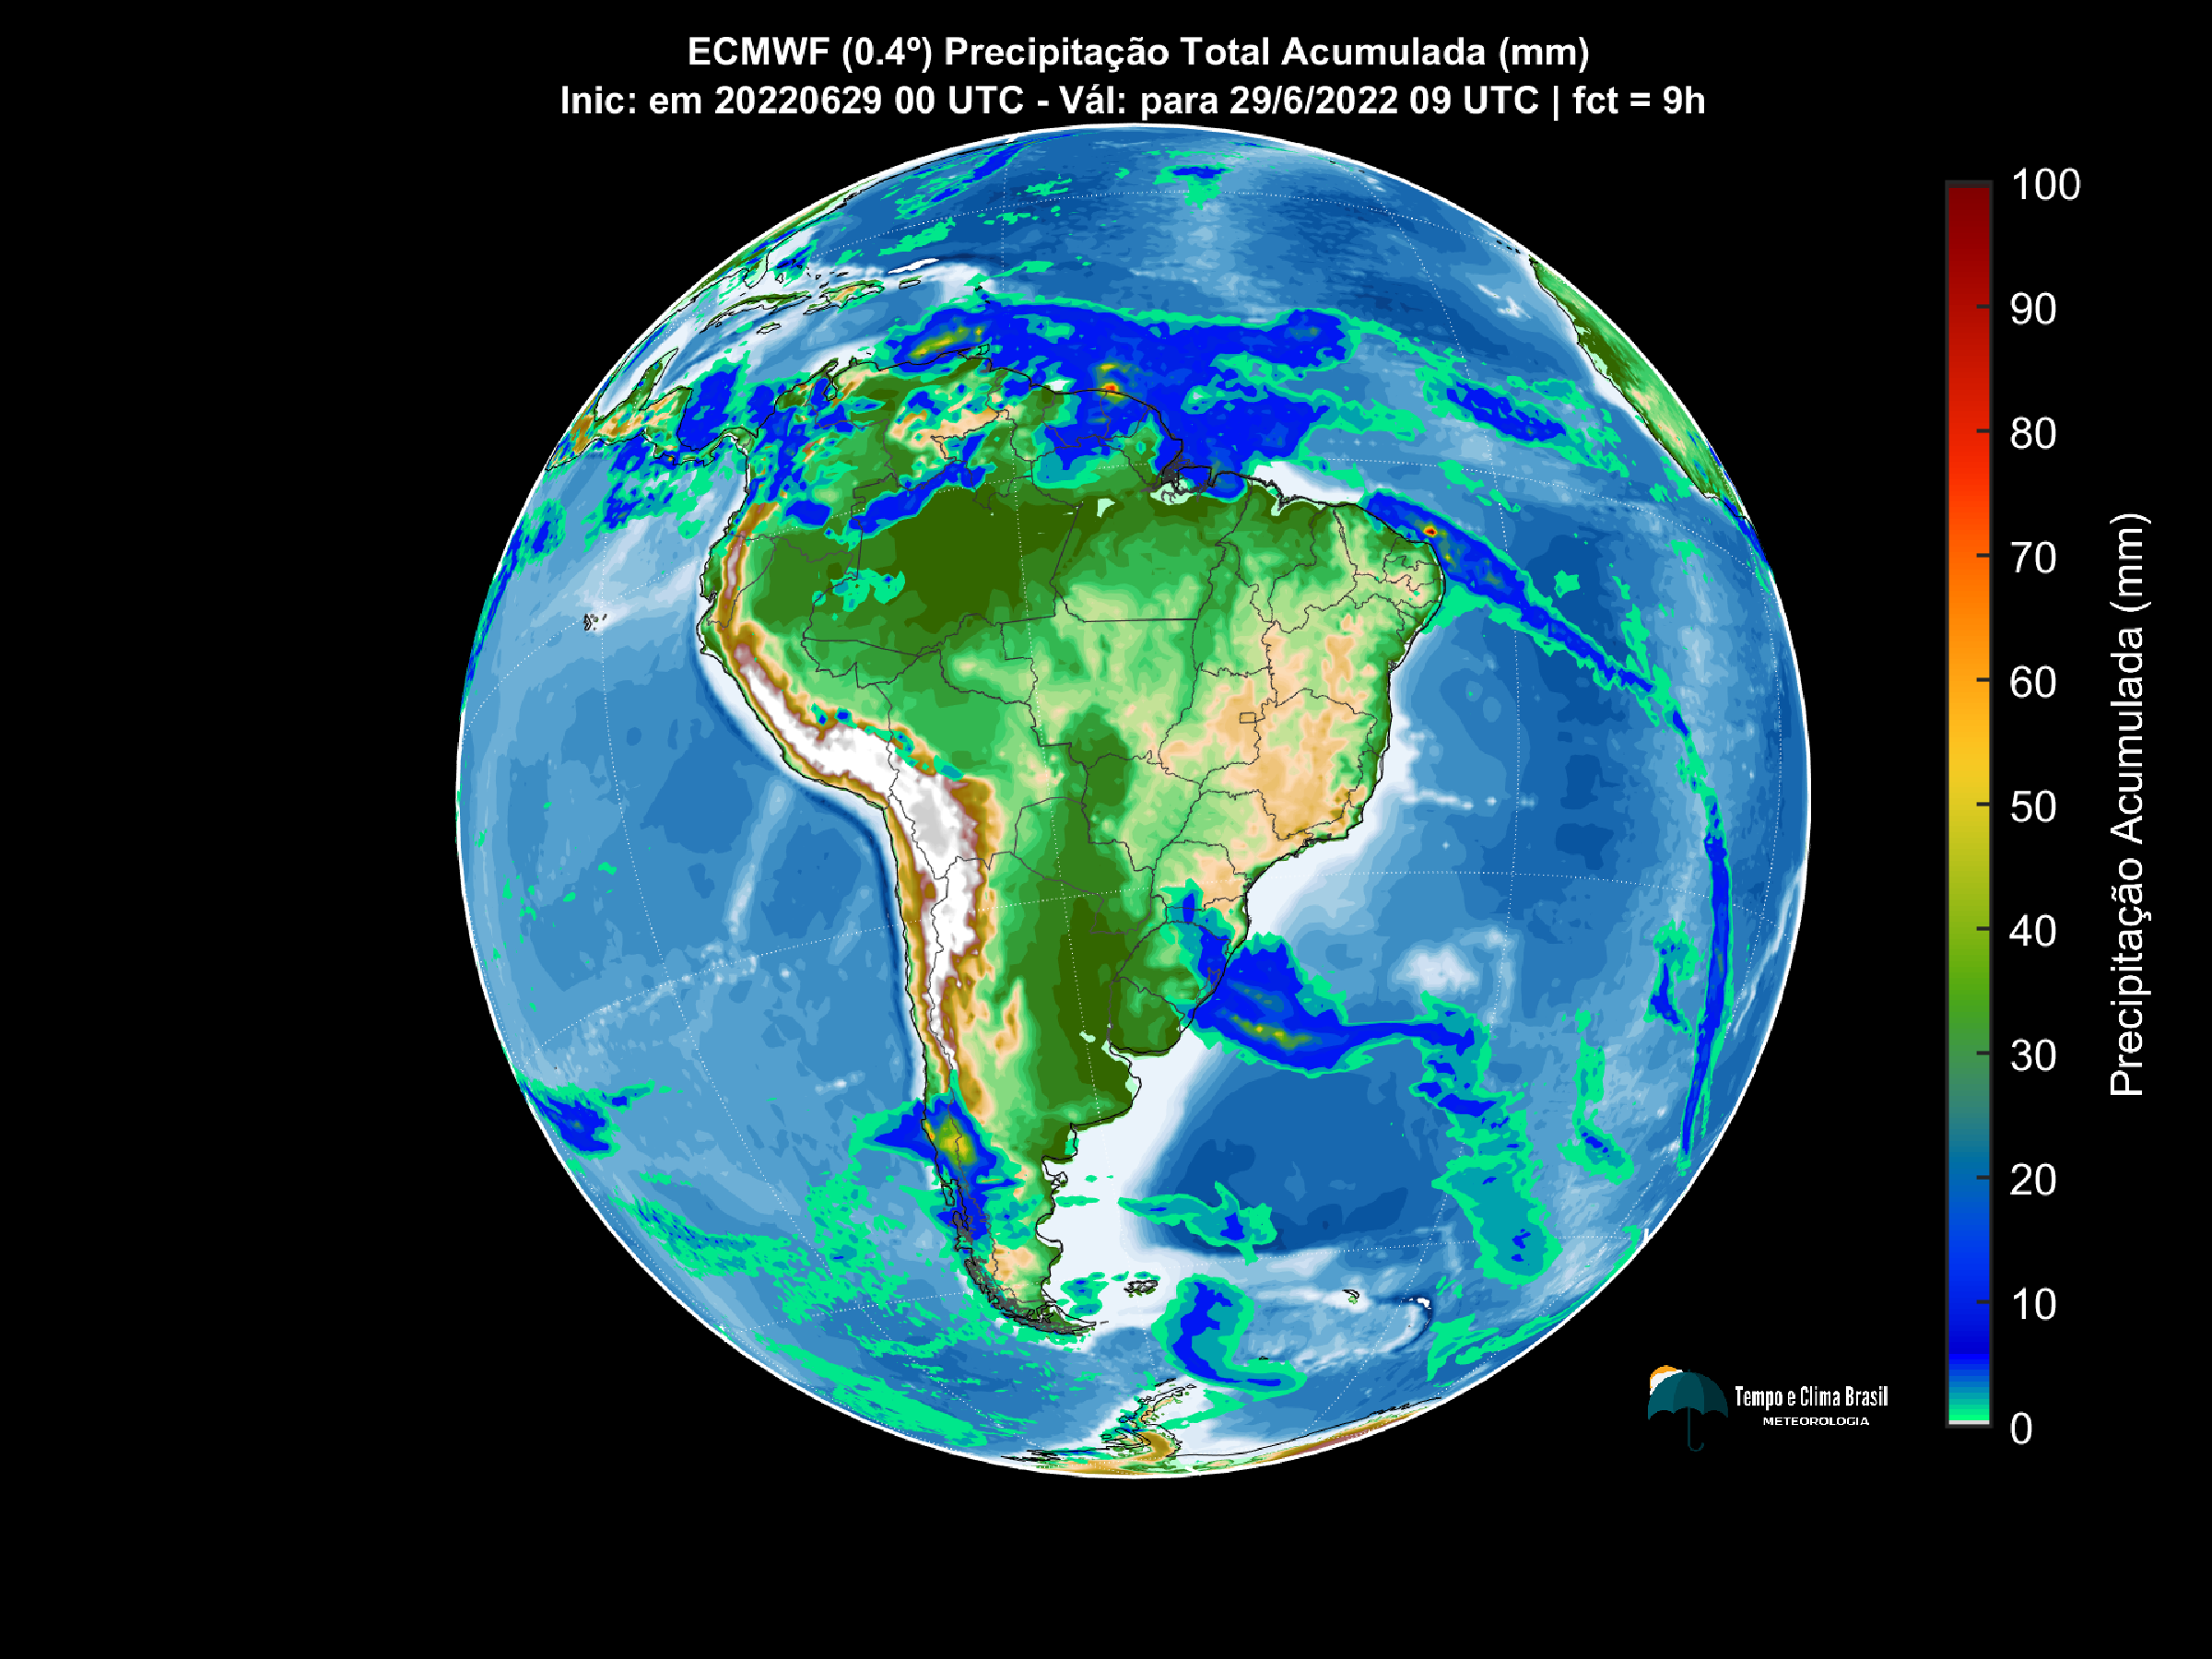 ECMWF (0.4º) Precipitação Total Acumulada (mm)
Inic: em 20220629 00 UTC - Vál: para 29/6/2022 09 UTC | fct = 9h
100
90
80
70
60
50
40
30
20
10
0
Precipitação Acumulada (mm)
Tempo e Clima Brasil
METEOROLOGIA